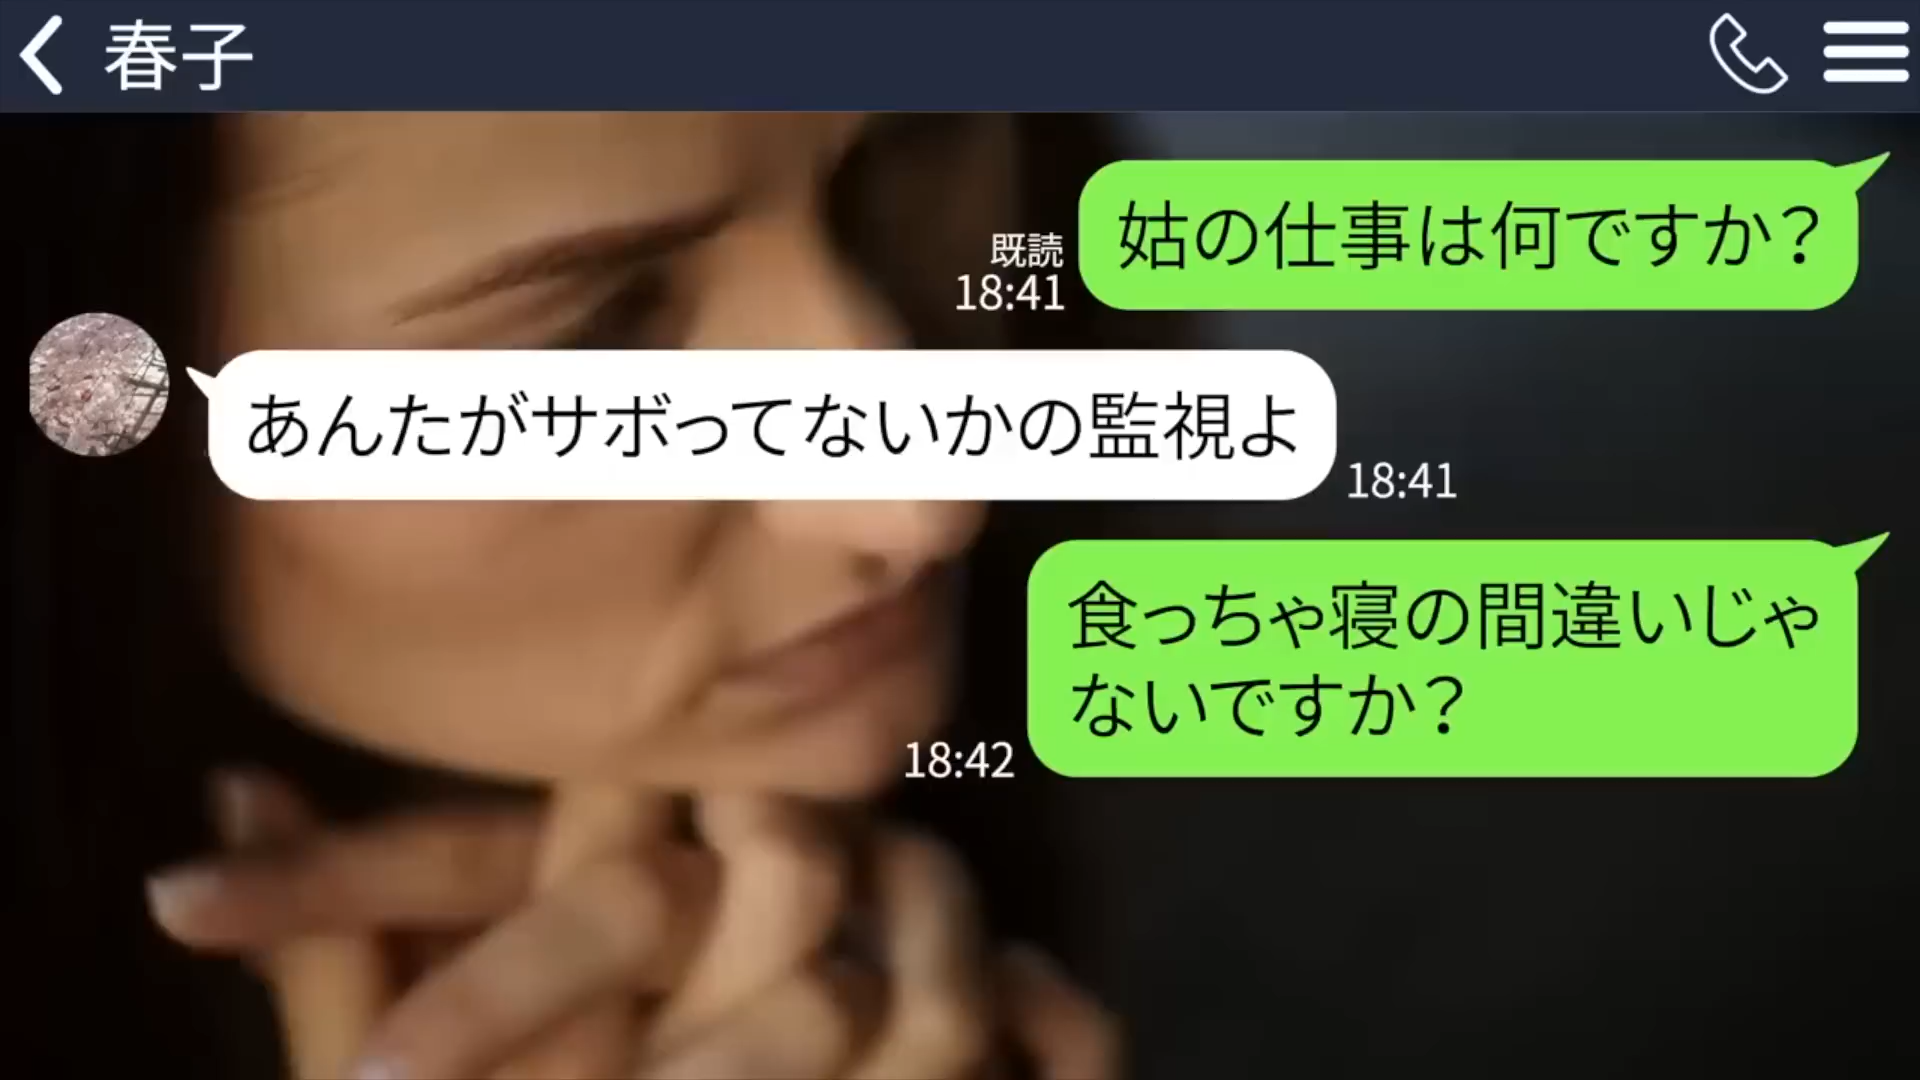 春子
姑の仕事は何ですか？
既読
18:41
あんたがサボってないかの監視よ
18:41
食っちゃ寝の間違いじゃ
ないですか？
18:42